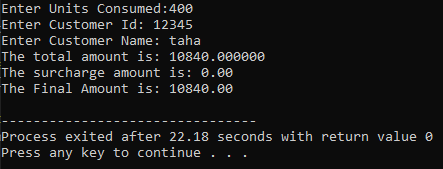 Enter Units Consumed:400
Enter Customer Id: 12345
Enter Customer Name: taha
The total amount is: 10840.000000
The surcharge amount is: 0.00
The Final Amount is: 10840.00
--------------------------------
Process exited after 22.18 seconds with return value 0
Press any key to continue . . .